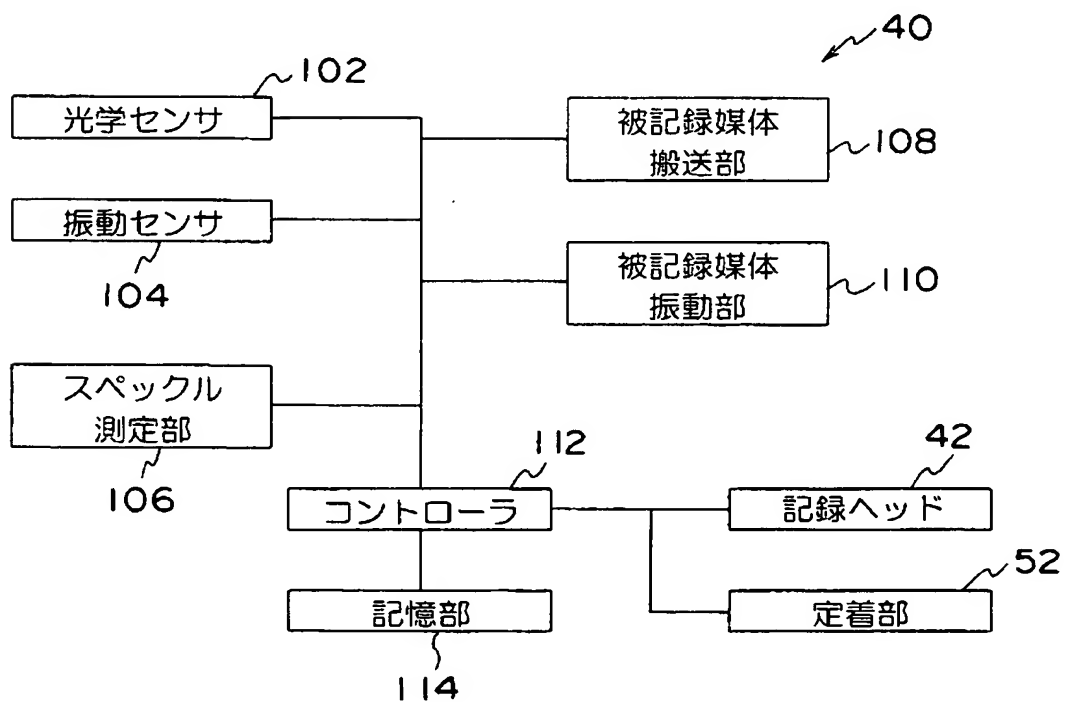 40
102
光学センサ
被記録媒体
搬送部
108
振動センサ
104
被記録媒体
振動部
110
スペックル
測定部
106
112
コントローラ
42
記録ヘッド
記憶部
114
52
定着部